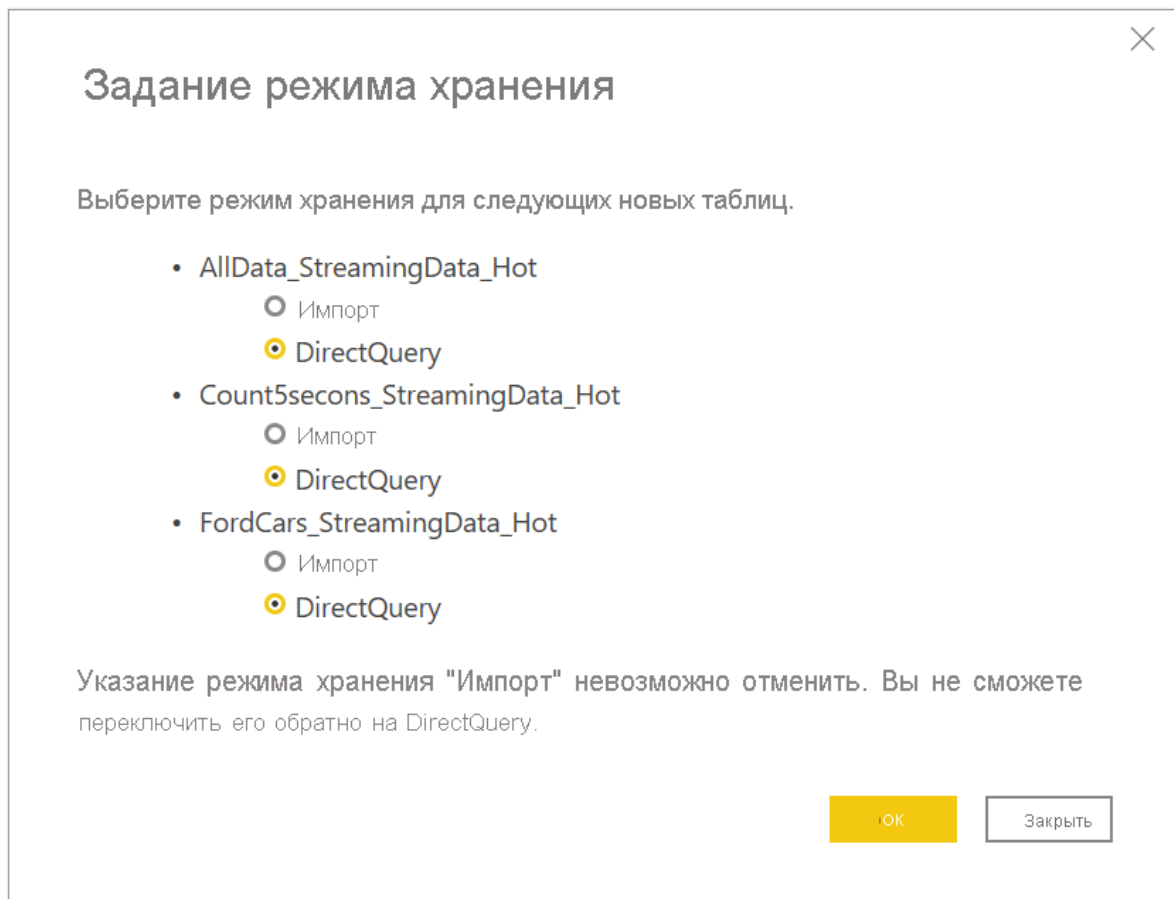 Задание режима хранения
Выберите режим хранения для следующих новых таблиц.
• AllData_StreamingData_Hot
Импорт
DirectQuery
• Count5secons_StreamingData_Hot
Импорт
DirectQuery
• FordCars_StreamingData_Hot
Импорт
DirectQuery
Указание режима хранения "Импорт" невозможно отменить. Вы не сможете
переключить его обратно на DirectQuery.
ОК
Закрыть